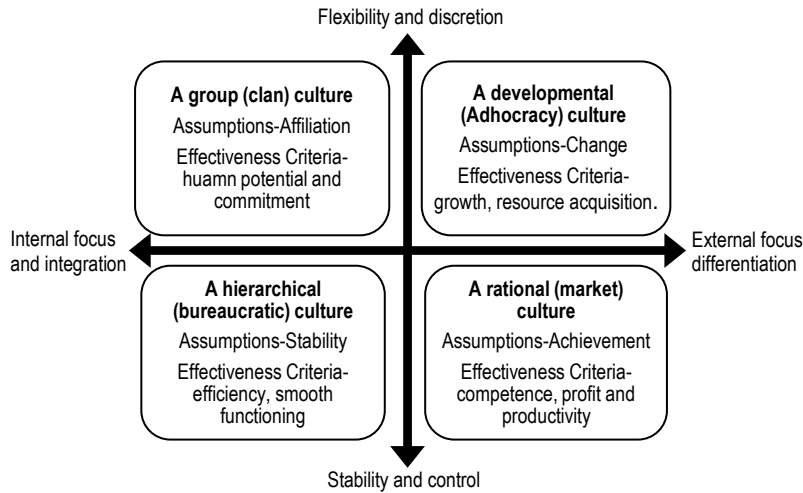 Flexibility and discretion
A group (clan) culture
Assumptions-Affiliation
Effectiveness Criteria-
huamn potential and
commitment
A developmental
(Adhocracy) culture
Assumptions-Change
Effectiveness Criteria-
growth, resource acquisition.
Internal focus
and integration
External focus
differentiation
A hierarchical
(bureaucratic) culture
Assumptions-Stability
Effectiveness Criteria-
efficiency, smooth
functioning
A rational (market)
culture
Assumptions-Achievement
Effectiveness Criteria-
competence, profit and
productivity
Stability and control